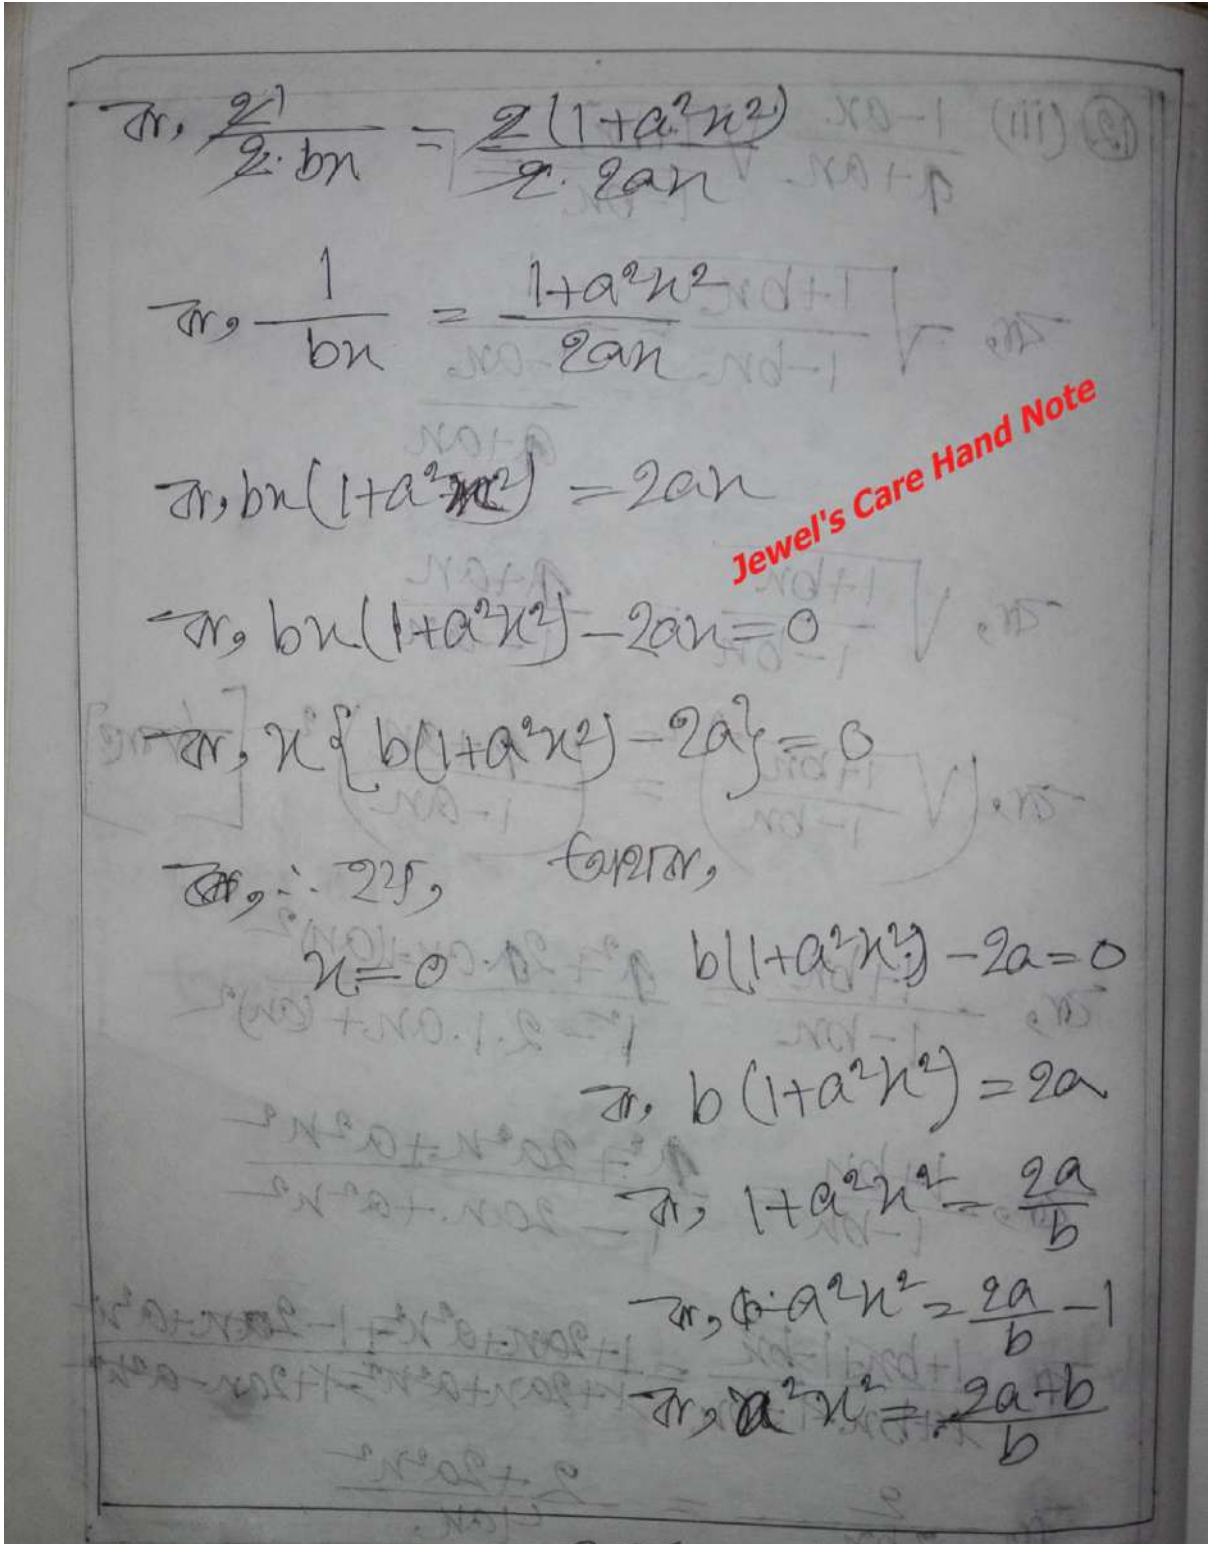 বা, 2/2·bx = 2(1+a²x²)/2·2ax
বা, 1/bx = 1+a²x²/2ax
বা, bx(1+a²x²) = 2ax
Jewel's Care Hand Note
বা, bx(1+a²x²) - 2ax = 0
বা, x{b(1+a²x²) - 2a} = 0
∴ হয়, অথবা,
x = 0 b(1+a²x²) - 2a = 0
বা, b(1+a²x²) = 2a
বা, 1+a²x² = 2a/b
বা, a²x² = 2a/b - 1
বা, a²x² = 2a+b/b